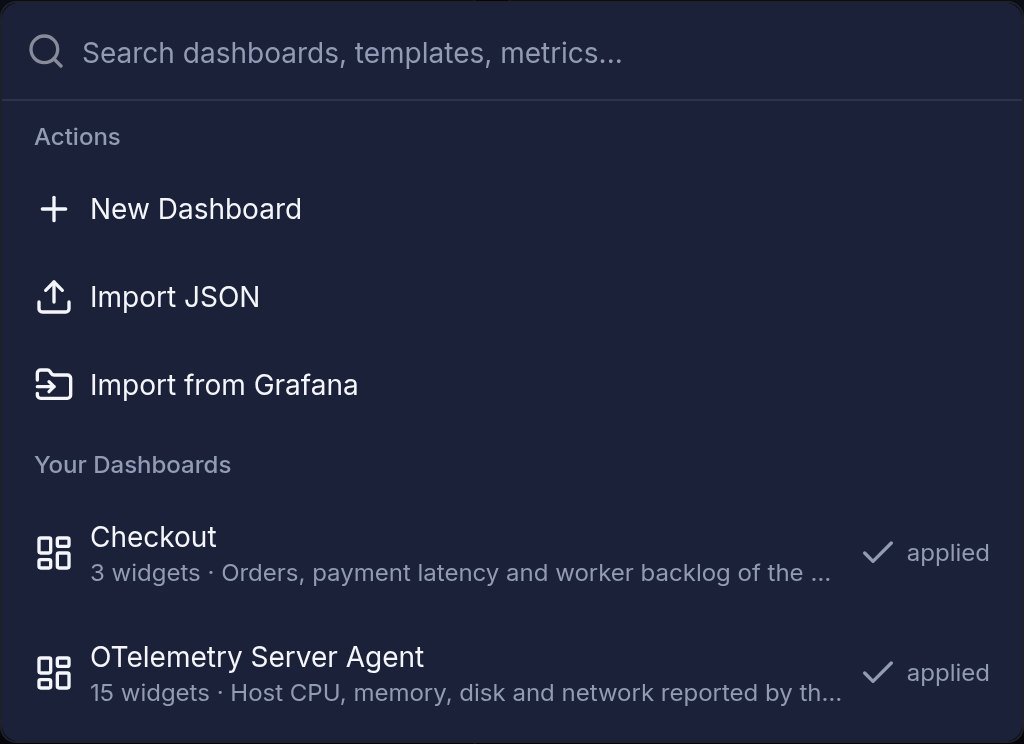 Search dashboards, templates, metrics...
Actions
New Dashboard
Import JSON
Import from Grafana
Your Dashboards
Checkout
3 widgets · Orders, payment latency and worker backlog of the ...
applied
OTelemetry Server Agent
15 widgets · Host CPU, memory, disk and network reported by th...
applied